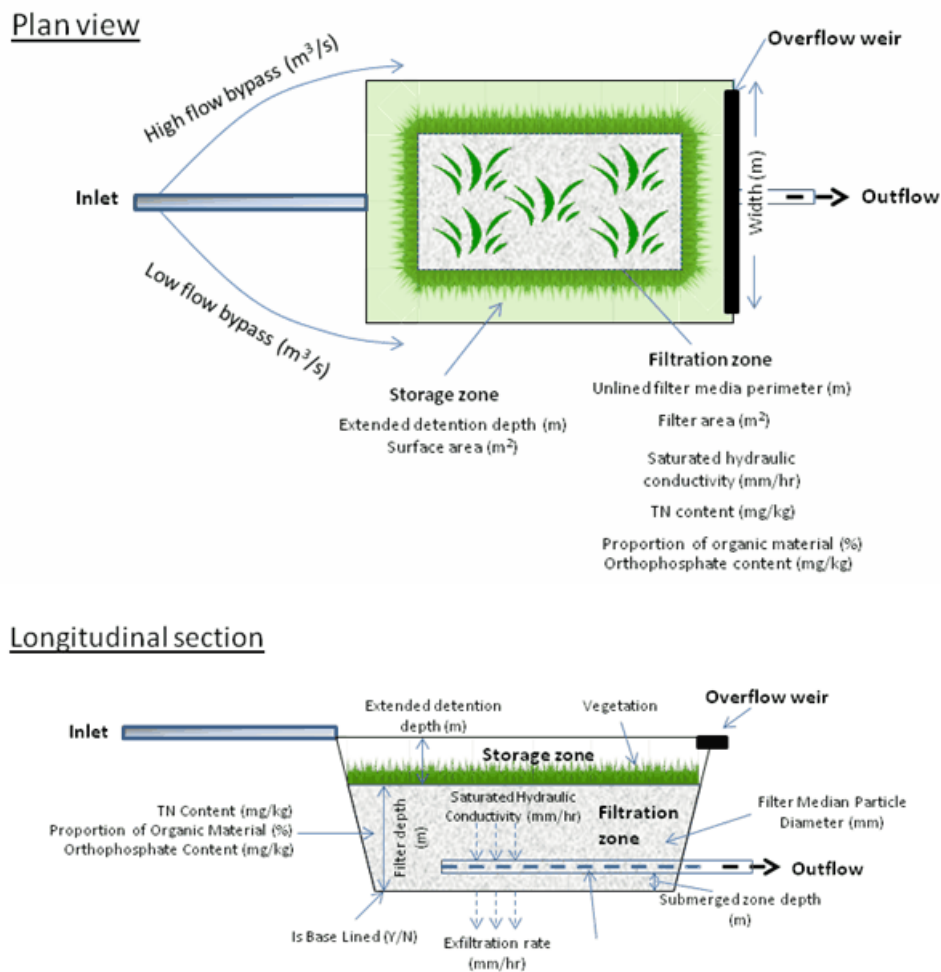 Plan view
Overflow weir
High flow bypass (m³/s)
Inlet
Width (m)
Outflow
Low flow bypass (m³/s)
Storage zone
Extended detention depth (m)
Surface area (m²)
Filtration zone
Unlined filter media perimeter (m)
Filter area (m²)
Saturated hydraulic
conductivity (mm/hr)
TN content (mg/kg)
Proportion of organic material (%)
Orthophosphate content (mg/kg)
Longitudinal section
Inlet
Extended detention
depth (m)
Vegetation
Overflow weir
Storage zone
TN Content (mg/kg)
Proportion of Organic Material (%)
Orthophosphate Content (mg/kg)
Filter depth
(m)
Saturated Hydraulic
Conductivity (mm/hr)
Filtration
zone
Filter Median Particle
Diameter (mm)
Outflow
Submerged zone depth
(m)
Is Base Lined (Y/N)
Exfiltration rate
(mm/hr)